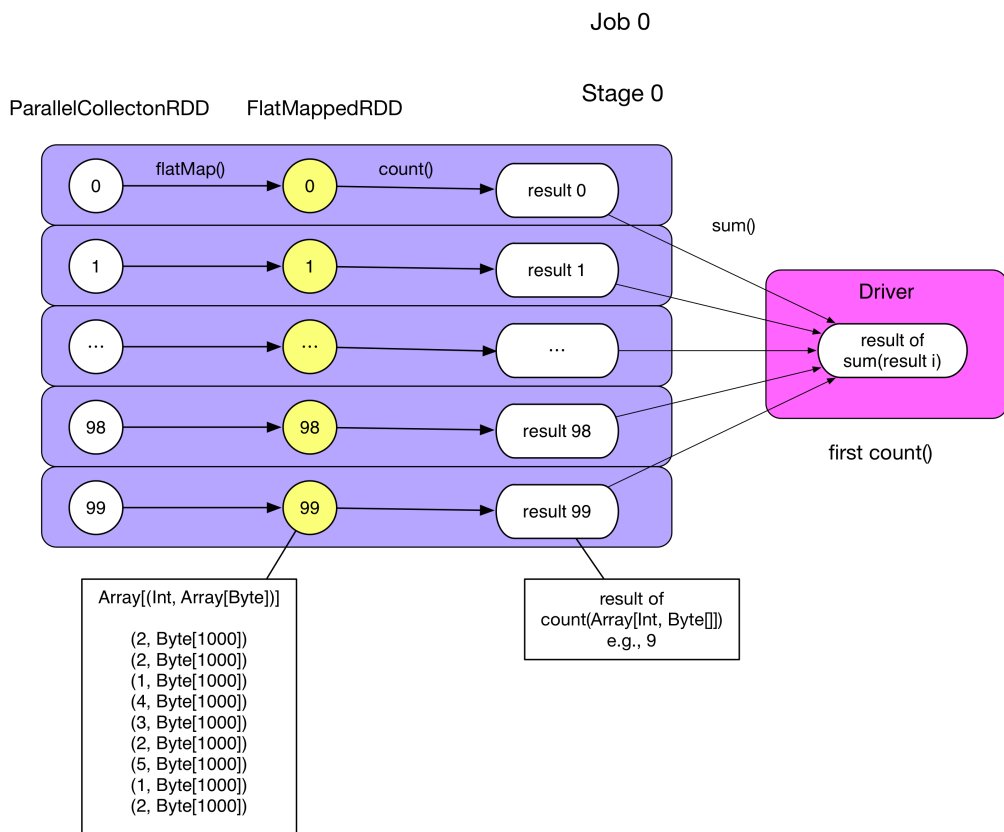 Job 0
Stage 0
ParallelCollectonRDD
FlatMappedRDD
flatMap()
count()
0
0
result 0
sum()
1
1
result 1
Driver
...
...
...
result of
sum(result i)
98
98
result 98
first count()
99
99
result 99
Array[(Int, Array[Byte])]
(2, Byte[1000])
(2, Byte[1000])
(1, Byte[1000])
(4, Byte[1000])
(3, Byte[1000])
(2, Byte[1000])
(5, Byte[1000])
(1, Byte[1000])
(2, Byte[1000])
result of
count(Array[Int, Byte[]])
e.g., 9